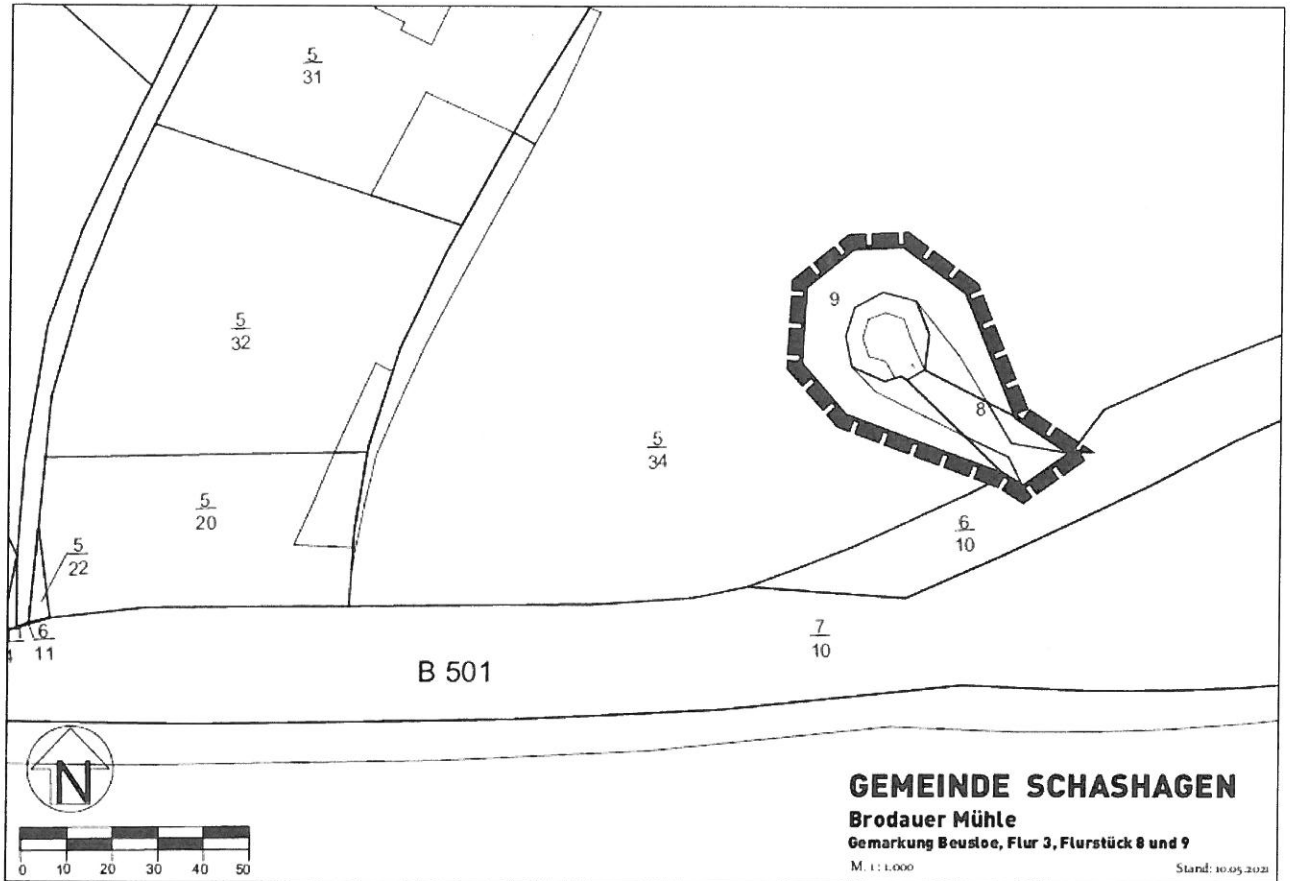 5
31
9
5
32
8
5
34
5
20
6
10
5
22
7
10
6
11
B 501
N
0 10 20 30 40 50
GEMEINDE SCHASHAGEN
Brodauer Mühle
Gemarkung Beusloe, Flur 3, Flurstück 8 und 9
M. 1 : 1.000
Stand: 10.05.2021